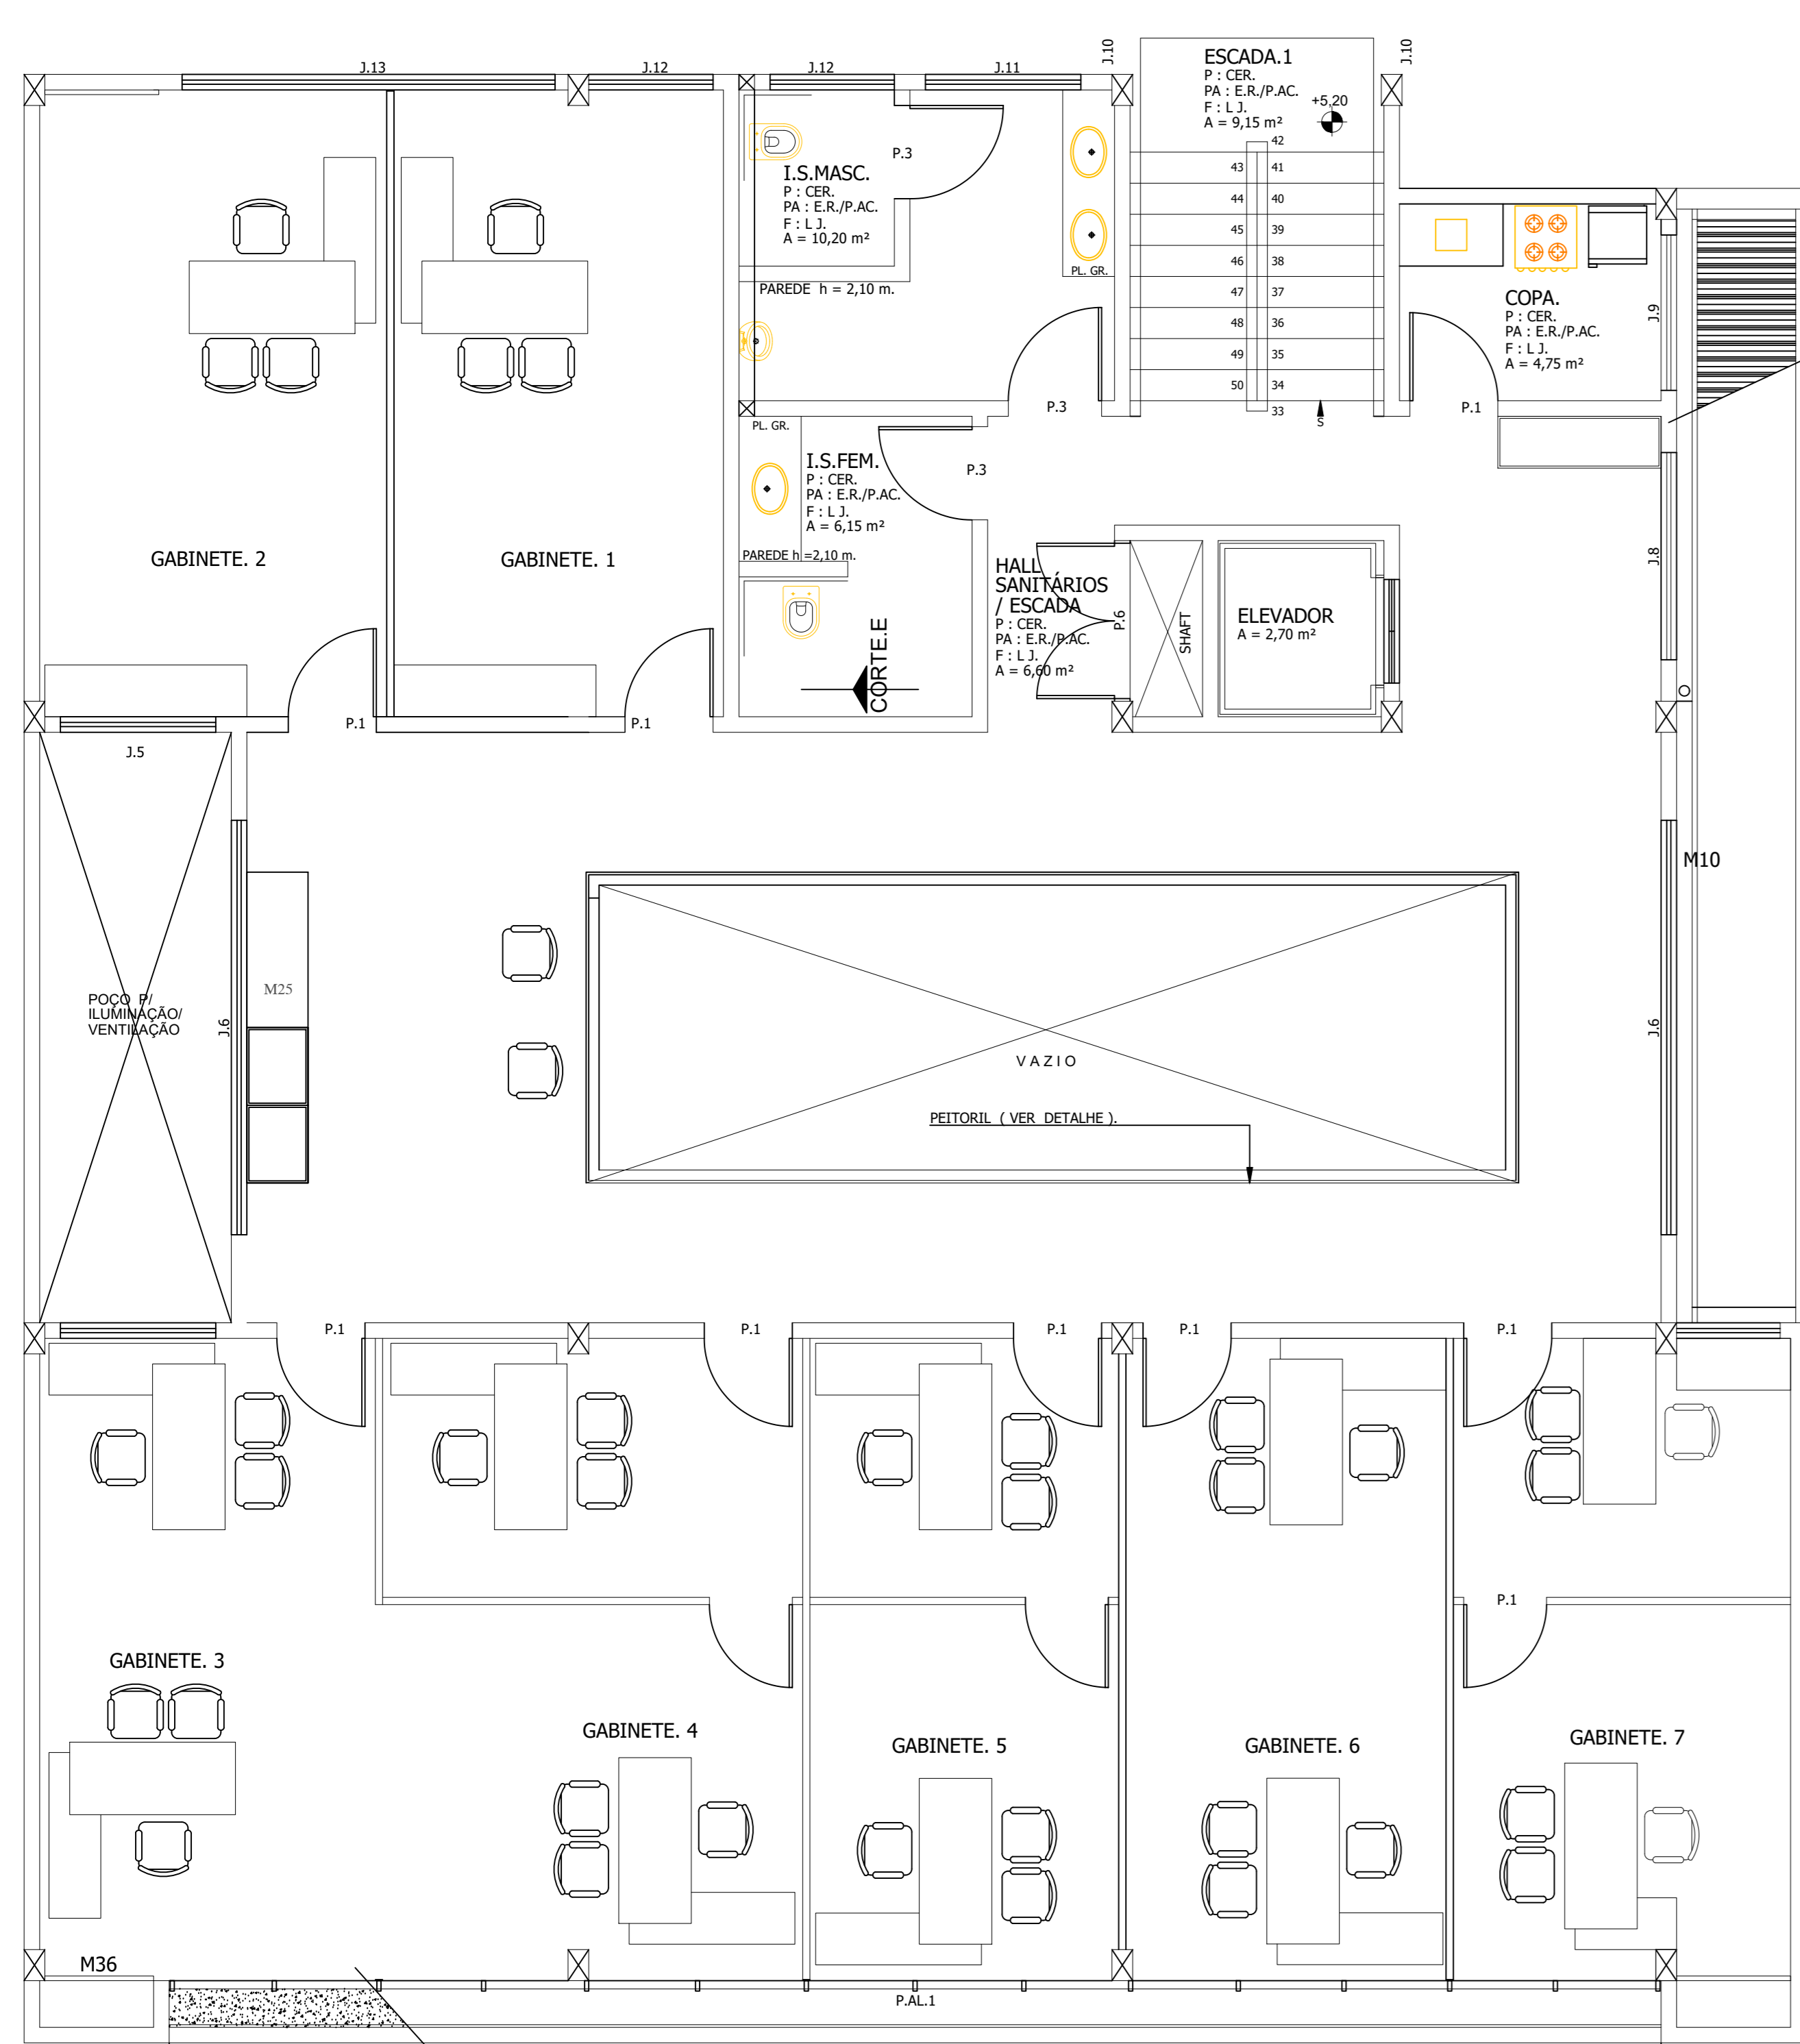 J.13
J.12
J.12
J.11
J.10
J.10
ESCADA.1
P : CER.
PA : E.R./P.AC.
F : L J.
A = 9,15 m²
+5,20
42
43 41
44 40
45 39
46 38
47 37
48 36
49 35
50 34
33
S
P.3
I.S.MASC.
P : CER.
PA : E.R./P.AC.
F : L J.
A = 10,20 m²
PL. GR.
PAREDE h = 2,10 m.
COPA.
P : CER.
PA : E.R./P.AC.
F : L J.
A = 4,75 m²
J.9
P.3
P.1
PL. GR.
I.S.FEM.
P : CER.
PA : E.R./P.AC.
F : L J.
A = 6,15 m²
P.3
PAREDE h =2,10 m.
GABINETE. 2
GABINETE. 1
HALL
SANITÁRIOS
/ ESCADA
P : CER.
PA : E.R./P.AC.
F : L J.
A = 6,60 m²
P.6
SHAFT
ELEVADOR
A = 2,70 m²
J.8
CORTE.E
P.1
P.1
J.5
M10
M25
POÇO P/
ILUMINAÇÃO/
VENTILAÇÃO
J.6
J.6
V A Z I O
PEITORIL ( VER DETALHE ).
P.1
P.1
P.1
P.1
P.1
P.1
GABINETE. 3
GABINETE. 4
GABINETE. 5
GABINETE. 6
GABINETE. 7
M36
P.AL.1